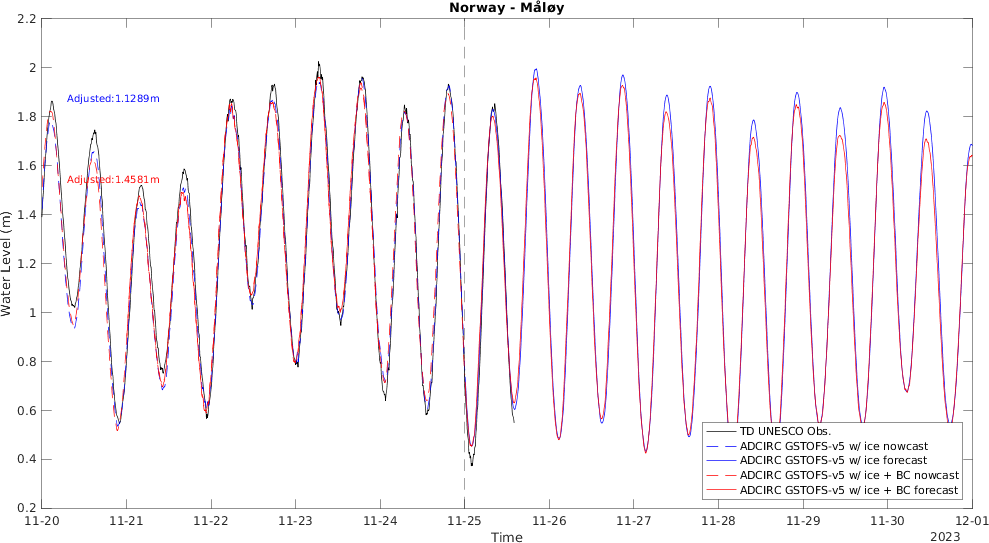 Norway - Måløy
2.2
2
1.8
1.6
1.4
1.2
1
0.8
0.6
0.4
0.2
Water Level (m)
Adjusted:1.1289m
Adjusted:1.4581m
TD UNESCO Obs.
ADCIRC GSTOFS-v5 w/ ice nowcast
ADCIRC GSTOFS-v5 w/ ice forecast
ADCIRC GSTOFS-v5 w/ ice + BC nowcast
ADCIRC GSTOFS-v5 w/ ice + BC forecast
11-20 11-21 11-22 11-23 11-24 11-25 11-26 11-27 11-28 11-29 11-30 12-01
Time
2023